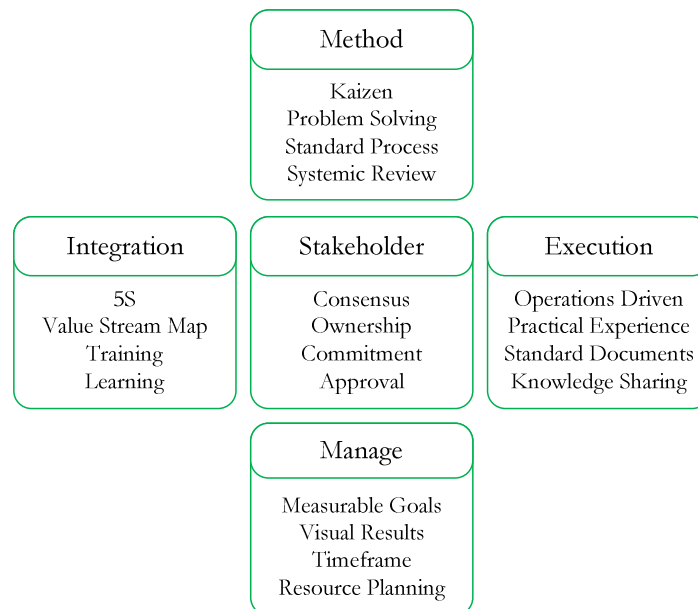 Method
Kaizen
Problem Solving
Standard Process
Systemic Review
Integration
5S
Value Stream Map
Training
Learning
Stakeholder
Consensus
Ownership
Commitment
Approval
Execution
Operations Driven
Practical Experience
Standard Documents
Knowledge Sharing
Manage
Measurable Goals
Visual Results
Timeframe
Resource Planning